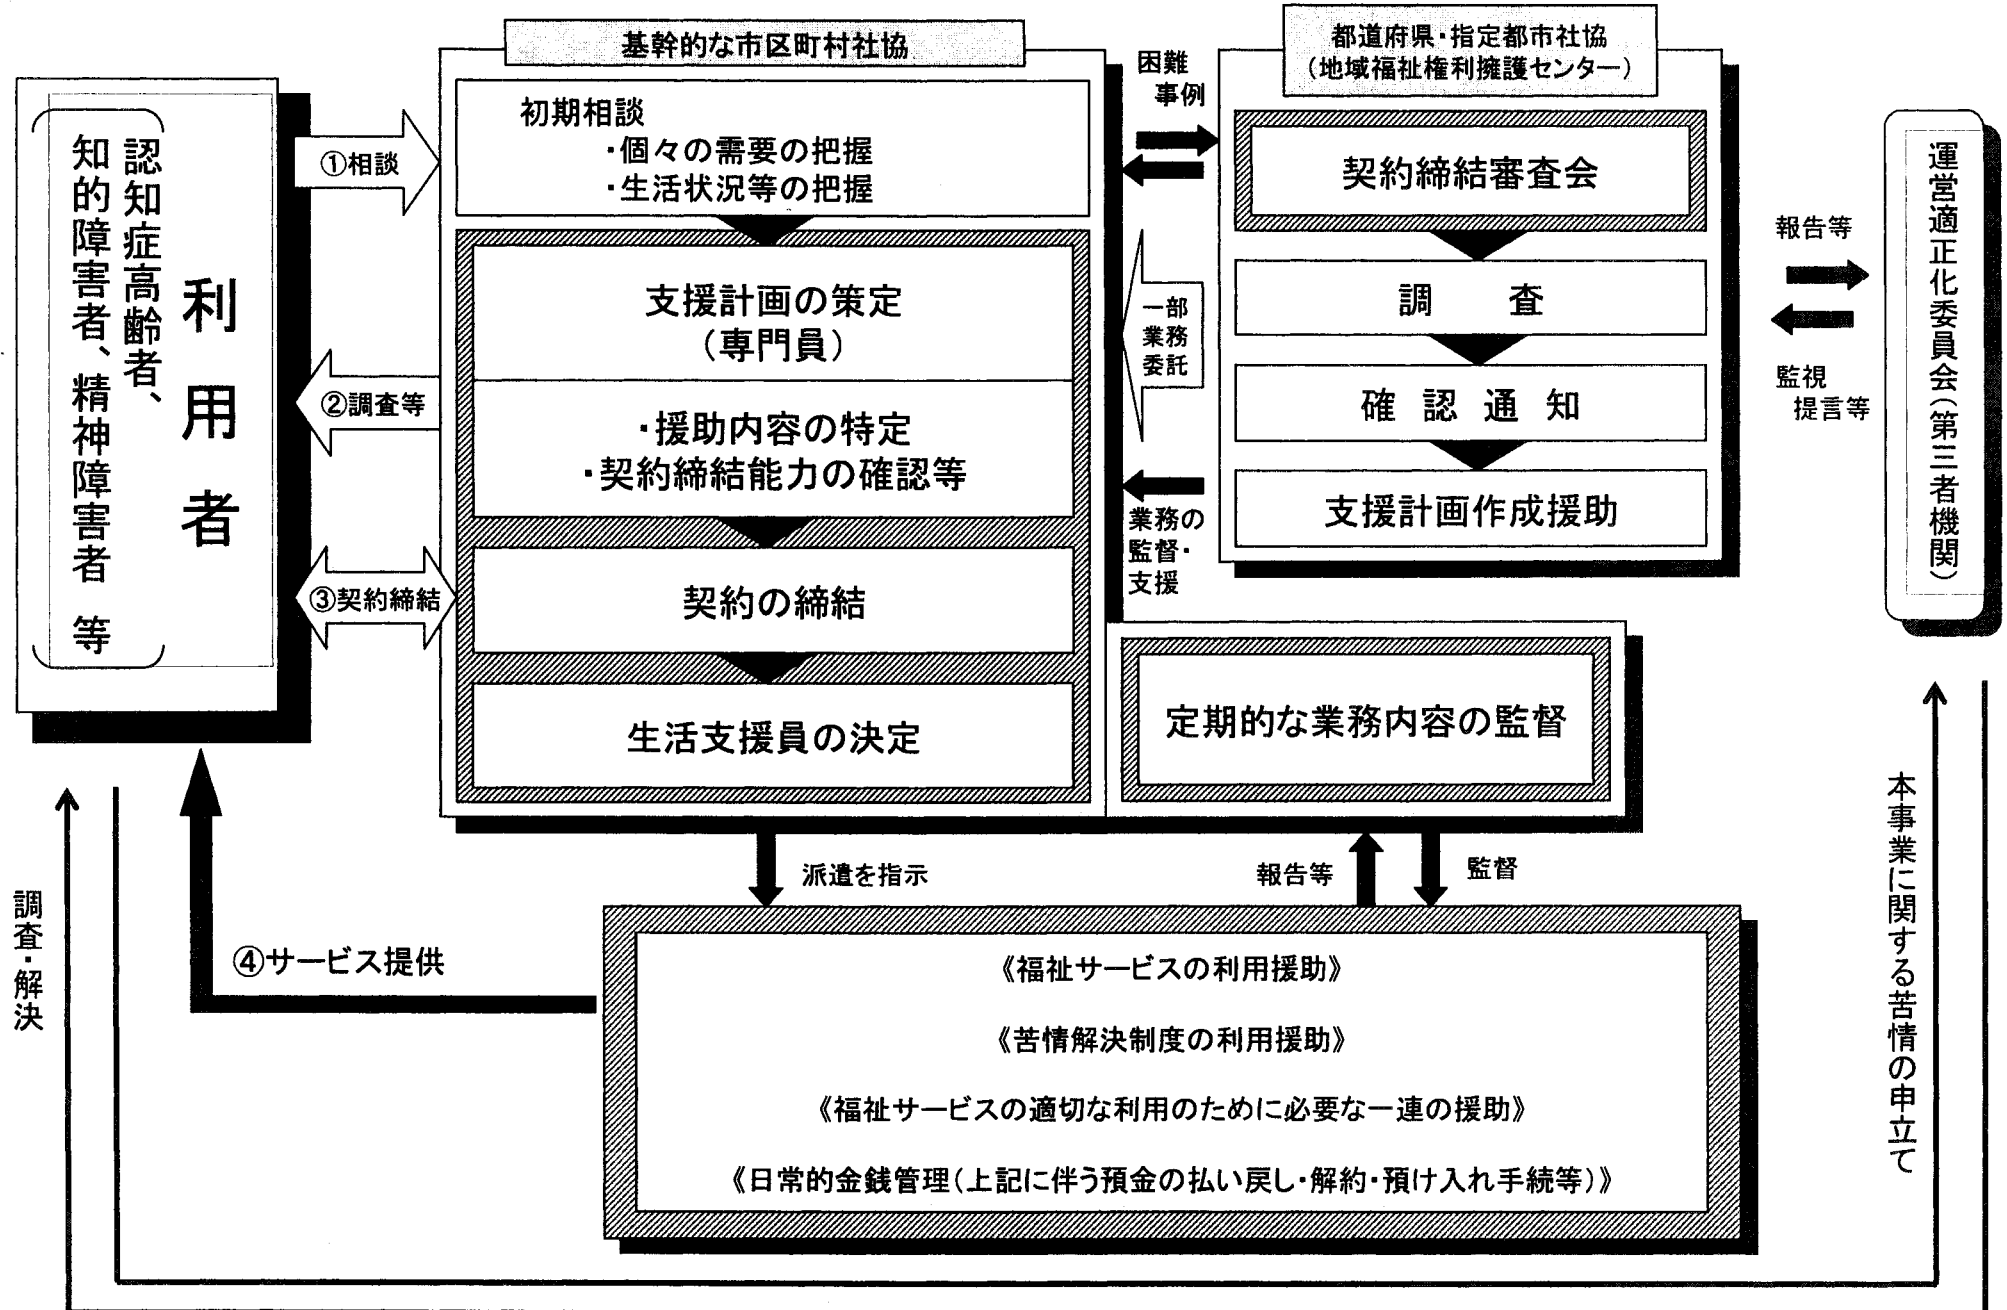 利用者
認知症高齢者、
知的障害者、精神障害者 等
①相談
②調査等
③契約締結
基幹的な市区町村社協
初期相談
・個々の需要の把握
・生活状況等の把握
支援計画の策定
(専門員)
・援助内容の特定
・契約締結能力の確認等
契約の締結
生活支援員の決定
困難
事例
一部
業務
委託
業務の
監督・
支援
都道府県・指定都市社協
(地域福祉権利擁護センター)
契約締結審査会
調 査
確認通知
支援計画作成援助
報告等
監視
提言等
運営適正化委員会(第三者機関)
定期的な業務内容の監督
派遣を指示
報告等
監督
④サービス提供
《福祉サービスの利用援助》
《苦情解決制度の利用援助》
《福祉サービスの適切な利用のために必要な一連の援助》
《日常的金銭管理(上記に伴う預金の払い戻し・解約・預け入れ手続等)》
調査・解決
本事業に関する苦情の申立て